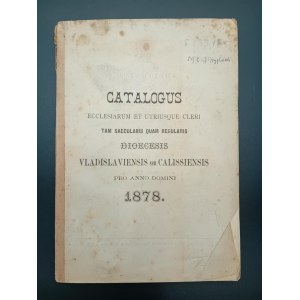 CATALOGUS
ECCLESIARUM ET UTRIUSQUE CLERI
TAM SAECULARIS QUAM REGULARIS
DIOECESIS
VLADISLAVIENSIS SEU CALISSIENSIS
PRO ANNO DOMINI
1878.